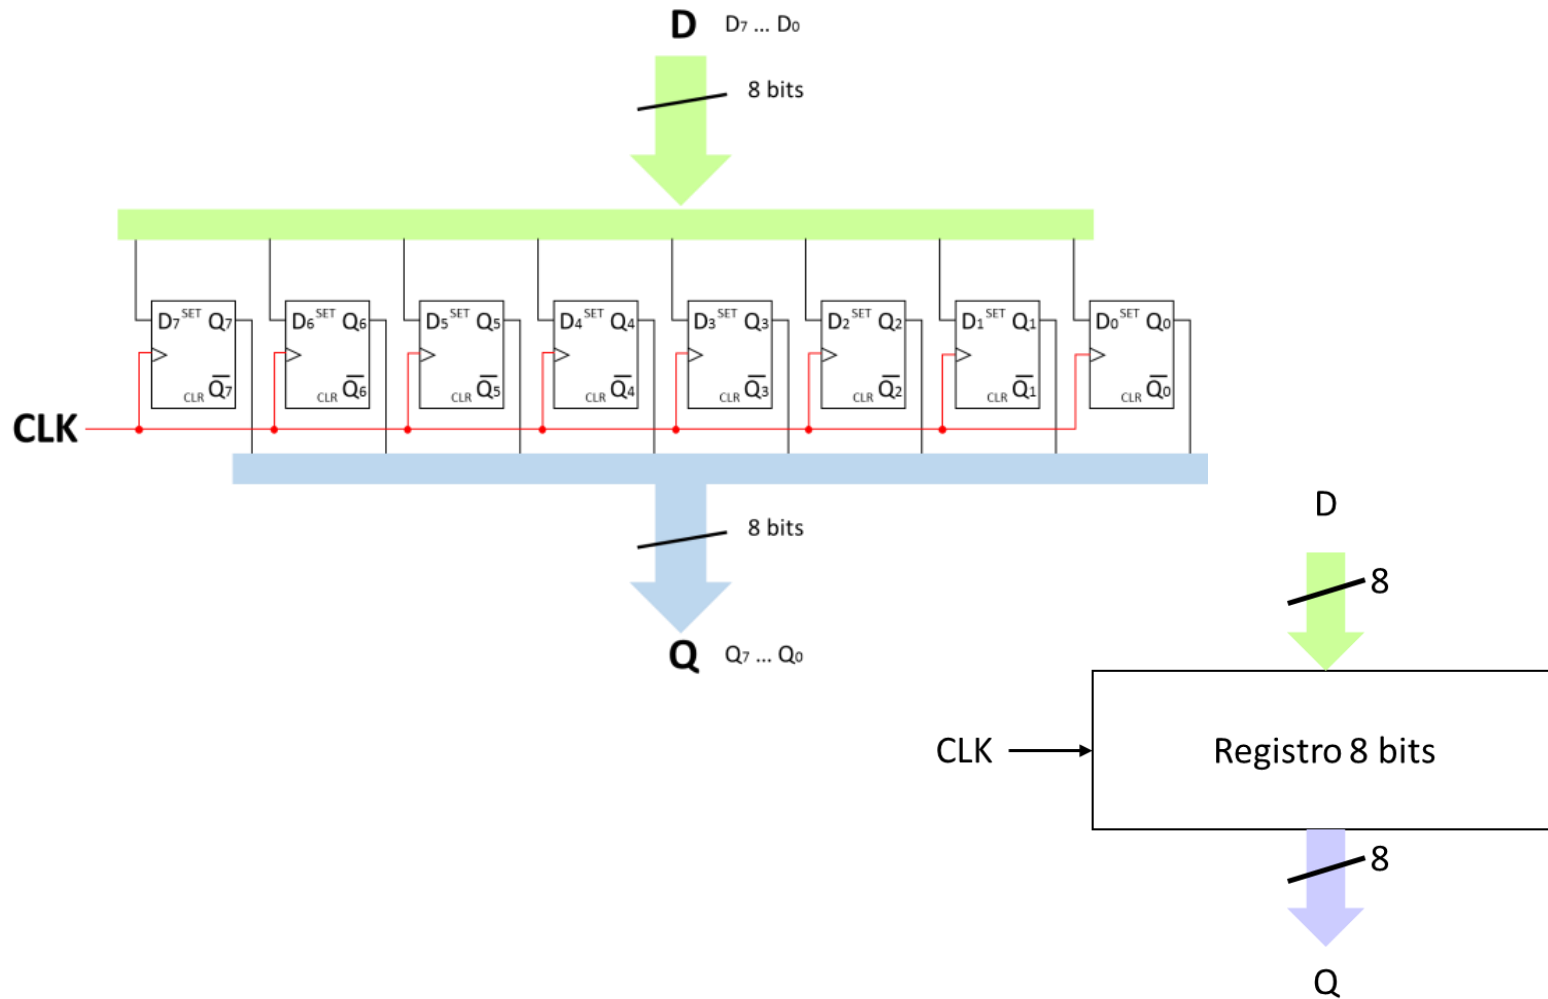 D D₇ ... D₀
8 bits
D₇ SET Q₇ D₆ SET Q₆ D₅ SET Q₅ D₄ SET Q₄ D₃ SET Q₃ D₂ SET Q₂ D₁ SET Q₁ D₀ SET Q₀
CLR Q̅₇ CLR Q̅₆ CLR Q̅₅ CLR Q̅₄ CLR Q̅₃ CLR Q̅₂ CLR Q̅₁ CLR Q̅₀
CLK
8 bits
Q Q₇ ... Q₀
D
8
CLK
Registro 8 bits
8
Q